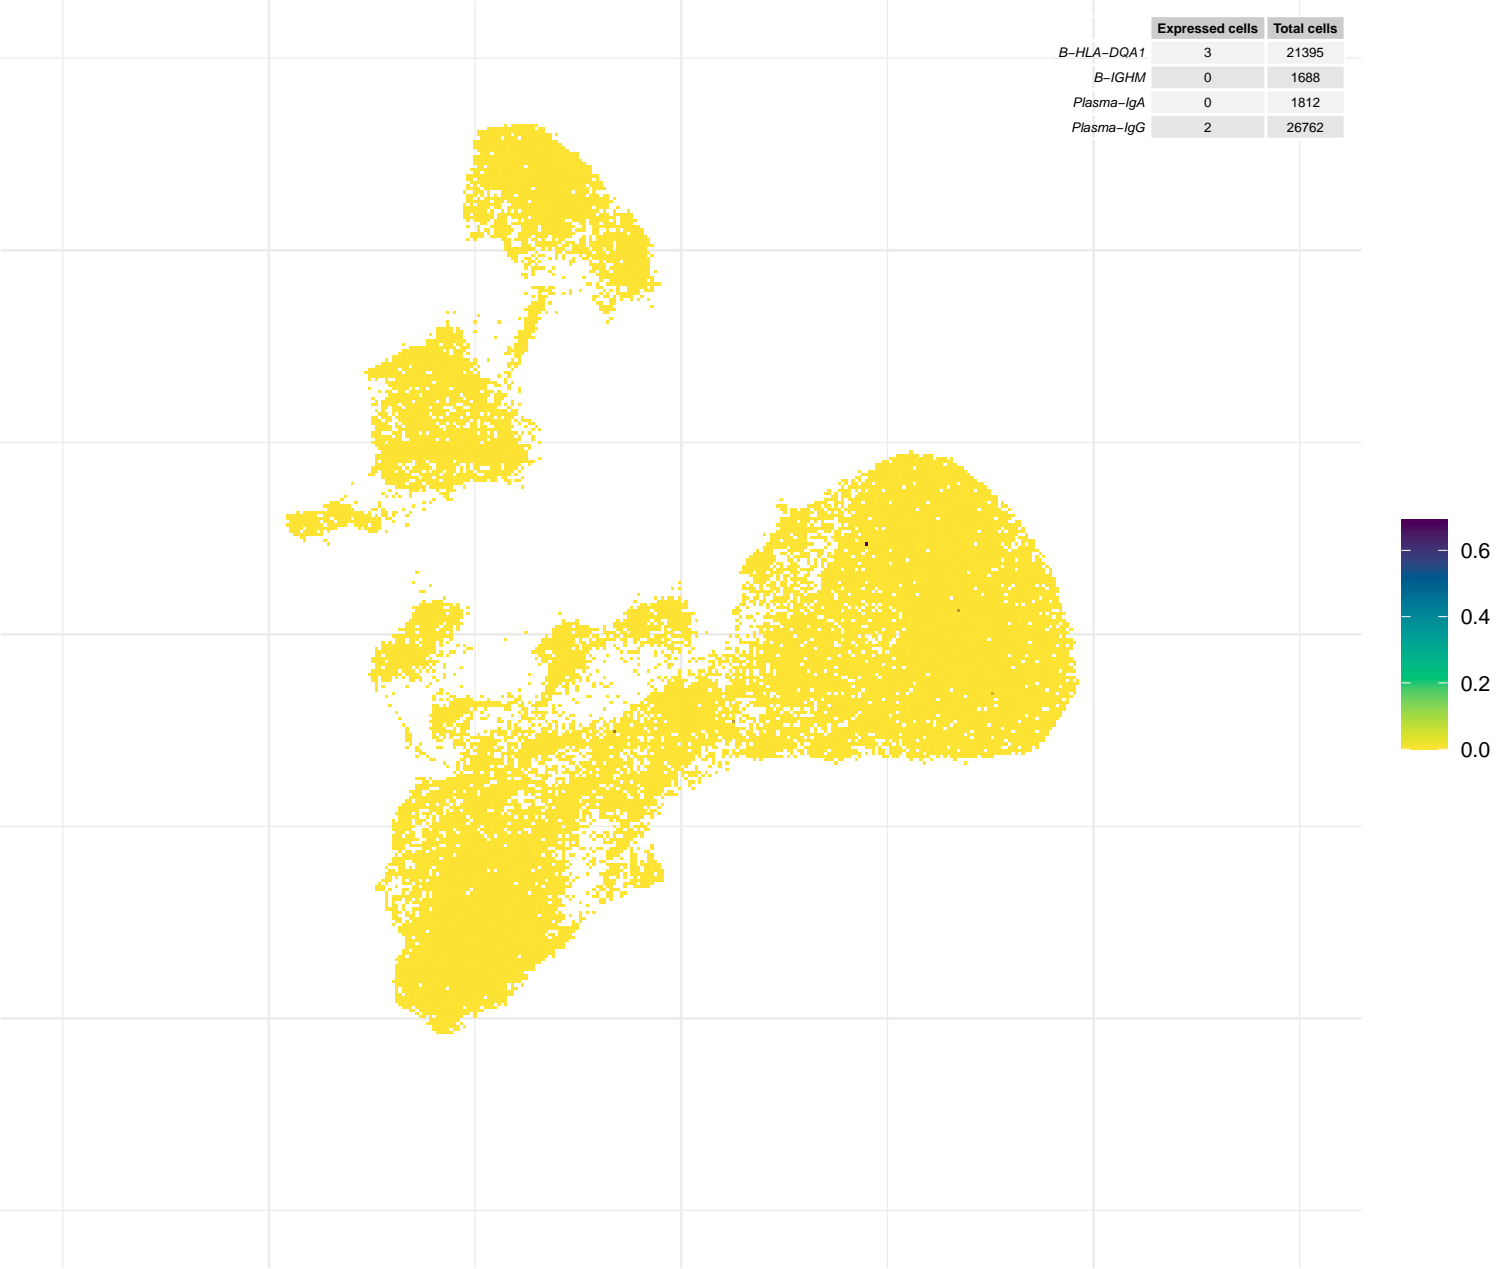 Expressed cells Total cells
B−HLA−DQA1 3 21395
B−IGHM 0 1688
Plasma−IgA 0 1812
Plasma−IgG 2 26762
0.6
0.4
0.2
0.0